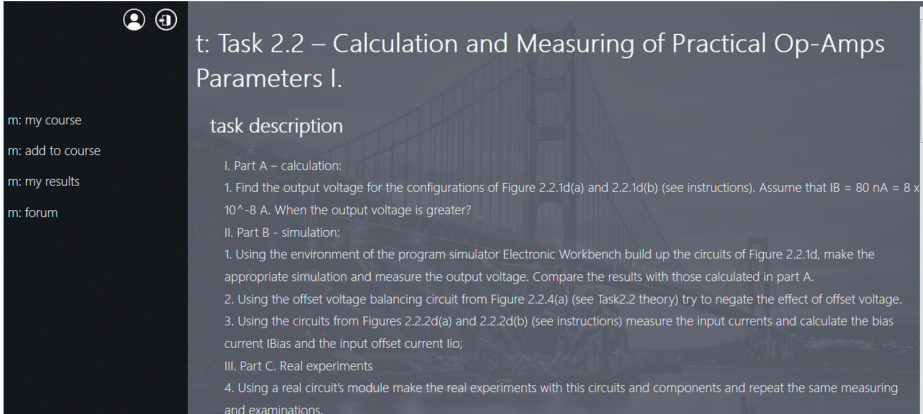 t: Task 2.2 – Calculation and Measuring of Practical Op-Amps
Parameters I.
m: my course
m: add to course
m: my results
m: forum
task description
I. Part A – calculation:
1. Find the output voltage for the configurations of Figure 2.2.1d(a) and 2.2.1d(b) (see instructions). Assume that IB = 80 nA = 8 x
10^-8 A. When the output voltage is greater?
II. Part B - simulation:
1. Using the environment of the program simulator Electronic Workbench build up the circuits of Figure 2.2.1d, make the
appropriate simulation and measure the output voltage. Compare the results with those calculated in part A.
2. Using the offset voltage balancing circuit from Figure 2.2.4(a) (see Task2.2 theory) try to negate the effect of offset voltage.
3. Using the circuits from Figures 2.2.2d(a) and 2.2.2d(b) (see instructions) measure the input currents and calculate the bias
current IBias and the input offset current Iio;
III. Part C. Real experiments
4. Using a real circuit's module make the real experiments with this circuits and components and repeat the same measuring
and examinations.